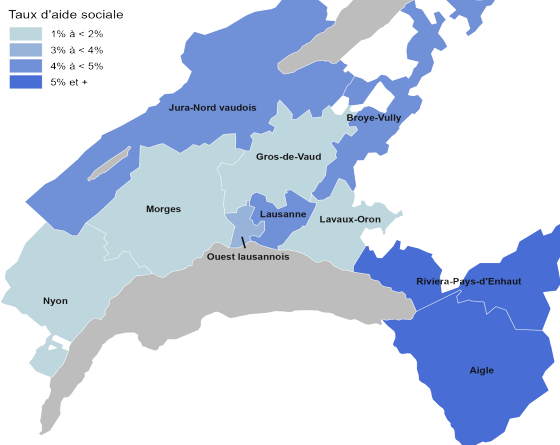 Taux d'aide sociale
1% à < 2%
3% à < 4%
4% à < 5%
5% et +
Jura-Nord vaudois
Broye-Vully
Gros-de-Vaud
Morges
Lausanne
Lavaux-Oron
Ouest lausannois
Riviera-Pays-d'Enhaut
Nyon
Aigle